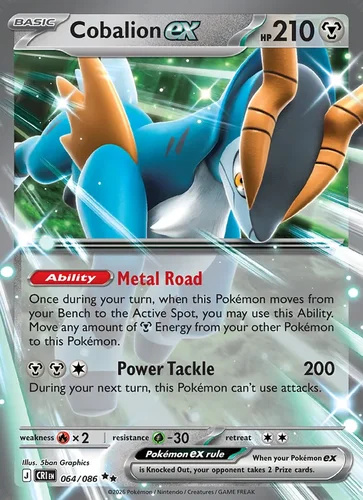 BASIC Cobalion ex HP 210
Ability Metal Road
Once during your turn, when this Pokémon moves from
your Bench to the Active Spot, you may use this Ability.
Move any amount of Energy from your other Pokémon
to this Pokémon.
Power Tackle 200
During your next turn, this Pokémon can't use attacks.
weakness ×2 resistance -30 retreat
Illus. 5ban Graphics
Pokémon ex rule When your Pokémon ex
is Knocked Out, your opponent takes 2 Prize cards.
J CRI EN 064/086
©2026 Pokémon / Nintendo / Creatures / GAME FREAK